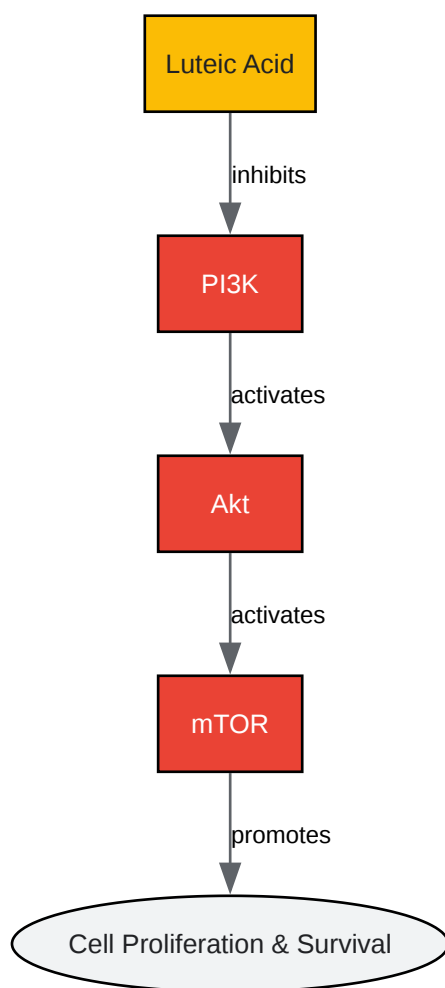 Luteic Acid
inhibits
PI3K
activates
Akt
activates
mTOR
promotes
Cell Proliferation & Survival